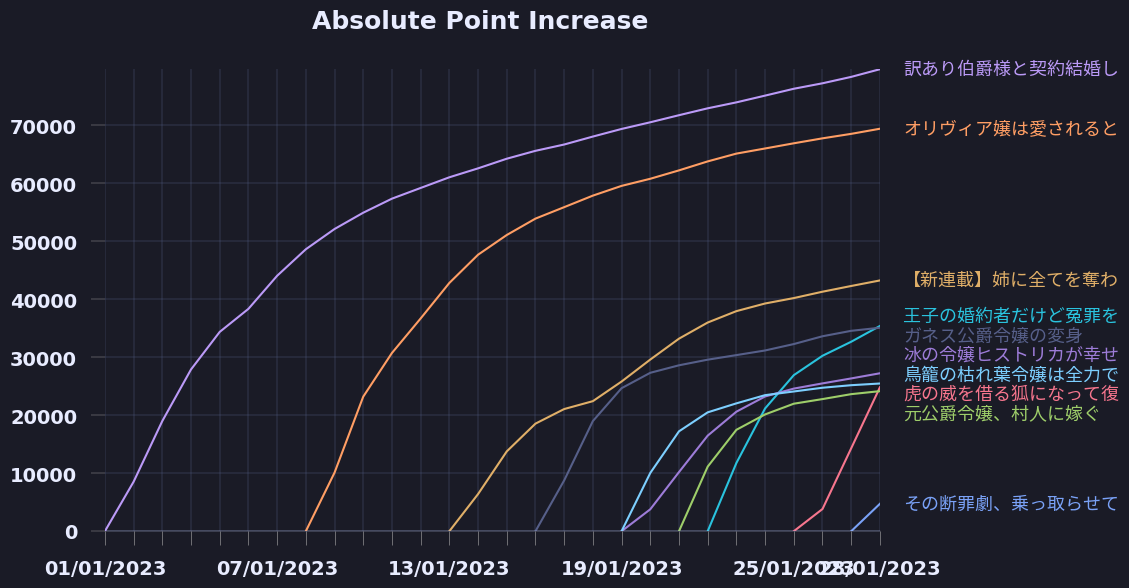 Absolute Point Increase
訳あり伯爵様と契約結婚し
オリヴィア嬢は愛されると
【新連載】姉に全てを奪わ
王子の婚約者だけど冤罪を
ガネス公爵令嬢の変身
氷の令嬢ヒストリカが幸せ
鳥籠の枯れ葉令嬢は全力で
虎の威を借る狐になって復
元公爵令嬢、村人に嫁ぐ
その断罪劇、乗っ取らせて
70000
60000
50000
40000
30000
20000
10000
0
01/01/2023 07/01/2023 13/01/2023 19/01/2023 25/01/2023 28/01/2023